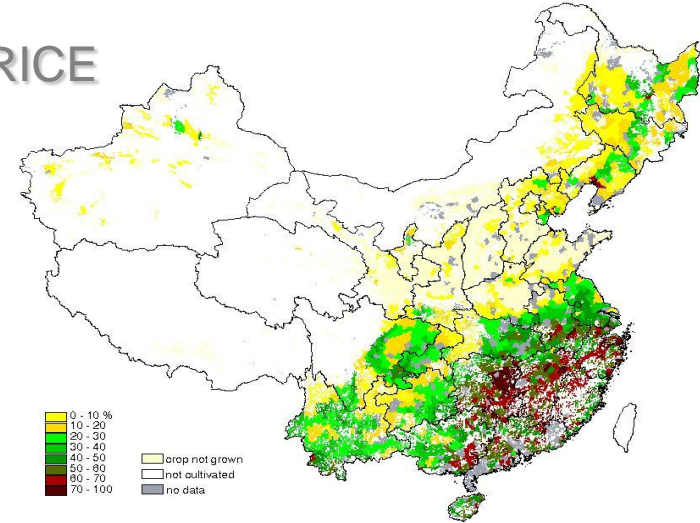 RICE
0 - 10 %
10 - 20
20 - 30
30 - 40
40 - 50
50 - 60
60 - 70
70 - 100
crop not grown
not cultivated
no data